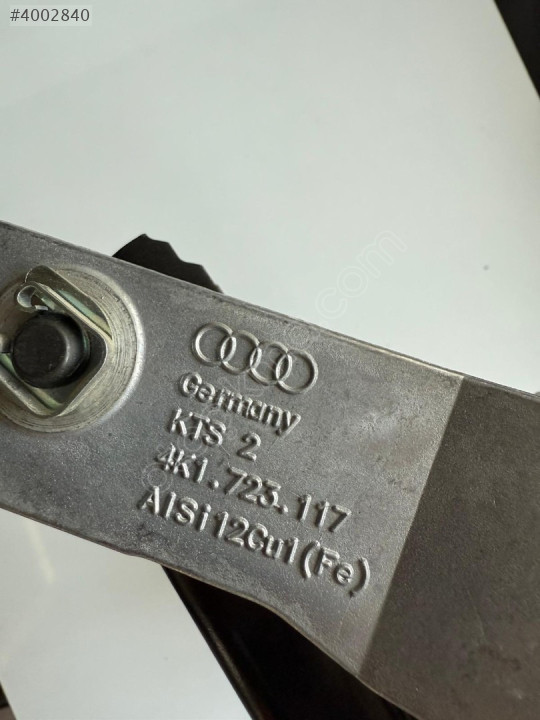 #4002840
Germany
KTS 2
4K1.723.117
AlSi12Cu1(Fe)